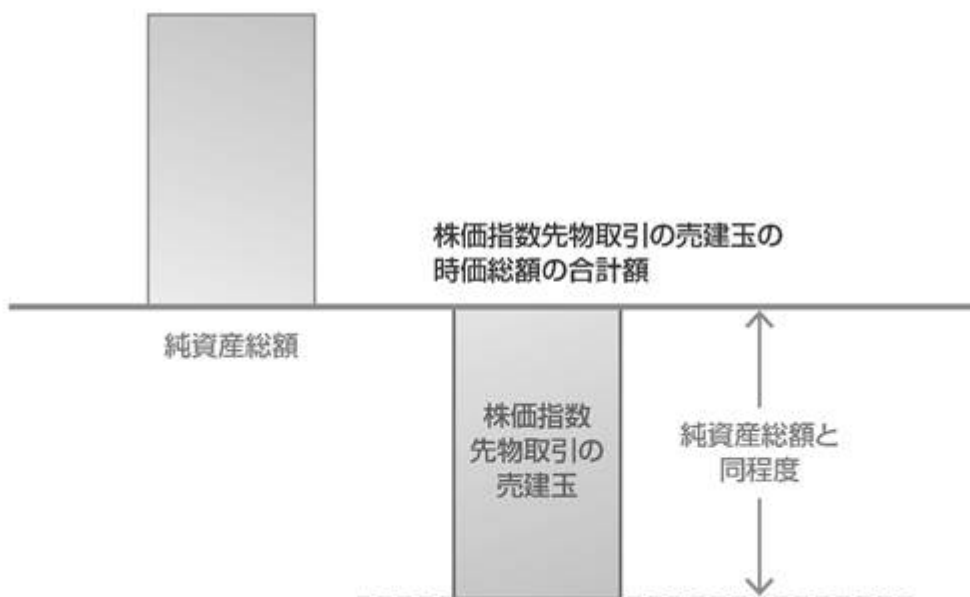 株価指数先物取引の売建玉の
時価総額の合計額
純資産総額
株価指数
先物取引の
売建玉
純資産総額と
同程度